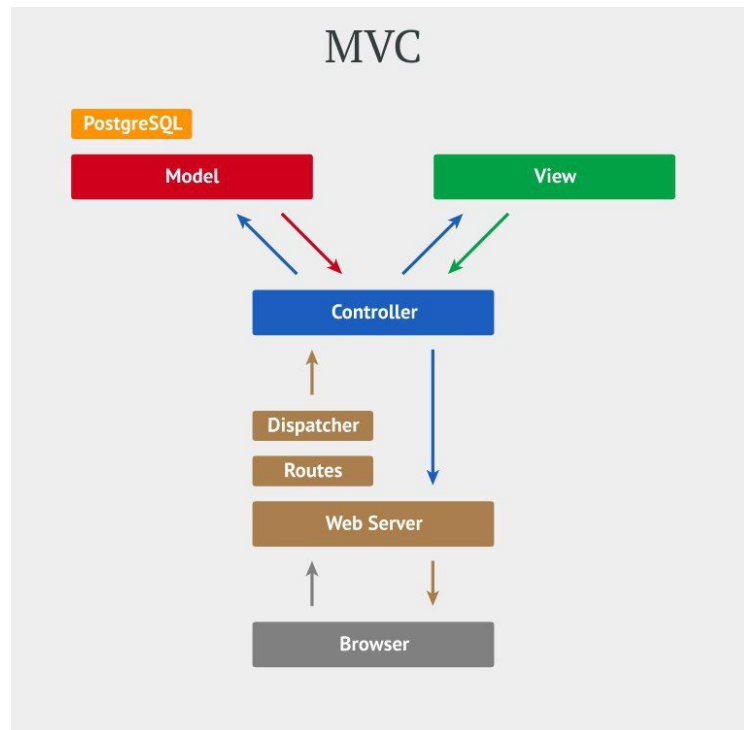 MVC
PostgreSQL
Model
View
Controller
Dispatcher
Routes
Web Server
Browser